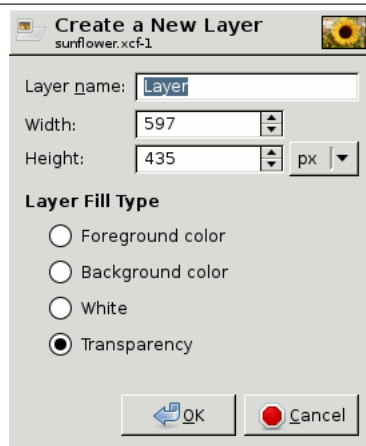 Create a New Layer
sunflower.xcf-1
Layer name: Layer
Width: 597
Height: 435 px
Layer Fill Type
Foreground color
Background color
White
Transparency
OK Cancel